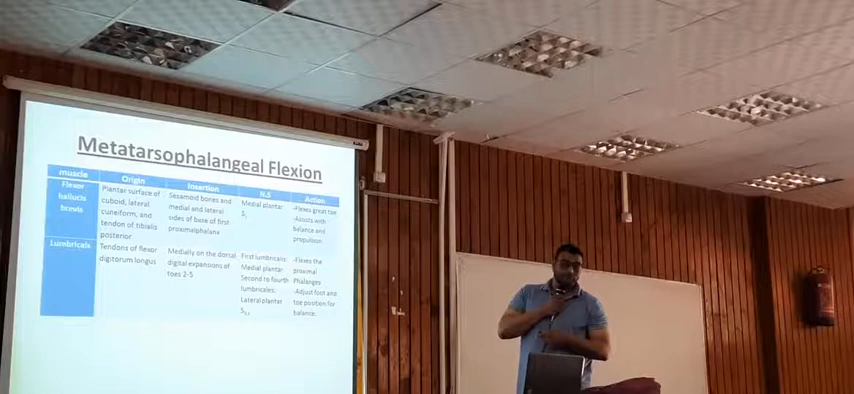 Metatarsophalangeal Flexion
muscle Origin Insertion N.S Action
Flexor
hallucis
brevis
Plantar surface of
cuboid, lateral
cuneiform, and
tendon of tibialis
posterior
Sesamoid bones and
medial and lateral
sides of base of first
proximalphalanx
Medial plantar
-Flexes great toe
-Assists with
balance and
propulsion
Lumbricals
Tendons of flexor
digitorum longus
Medially on the dorsal
digital expansions of
toes 2-5
First lumbricals:
Medial plantar
Second to fourth
lumbricales:
Lateral plantar
-Flexes the
proximal
Phalanges
-Adjust foot and
toe position for
balance.